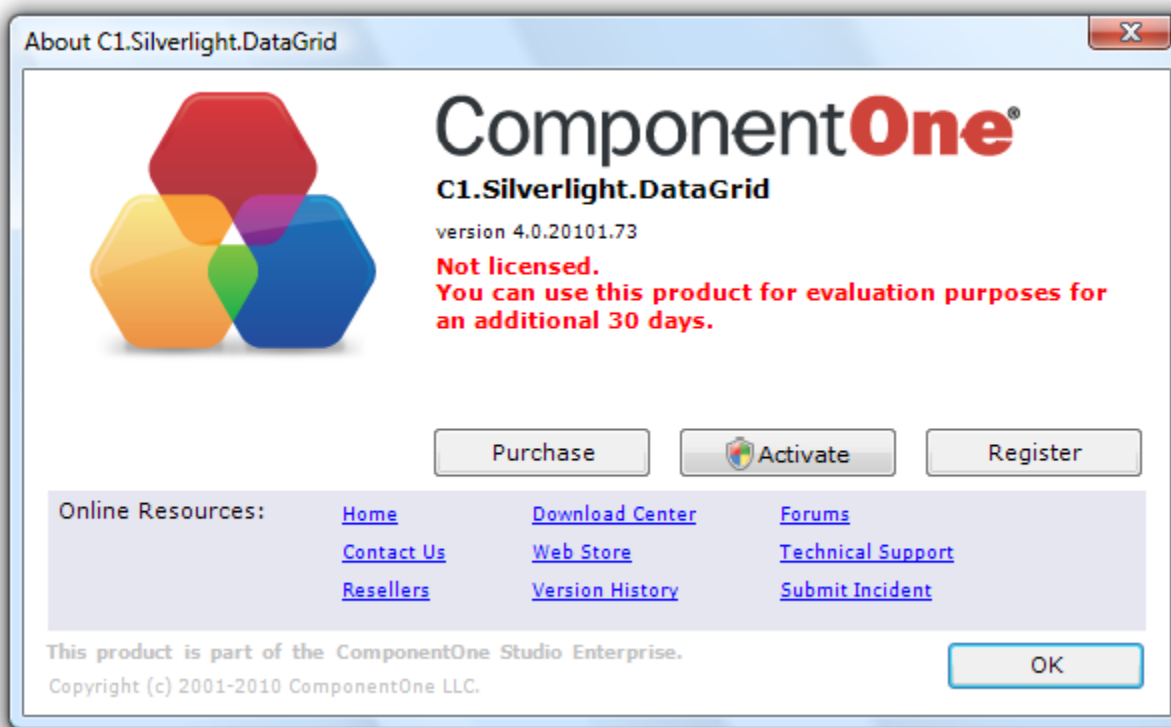 About C1.Silverlight.DataGrid
ComponentOne®
C1.Silverlight.DataGrid
version 4.0.20101.73
Not licensed.
You can use this product for evaluation purposes for
an additional 30 days.
Purchase Activate Register
Online Resources: Home Download Center Forums
Contact Us Web Store Technical Support
Resellers Version History Submit Incident
This product is part of the ComponentOne Studio Enterprise.
OK
Copyright (c) 2001-2010 ComponentOne LLC.